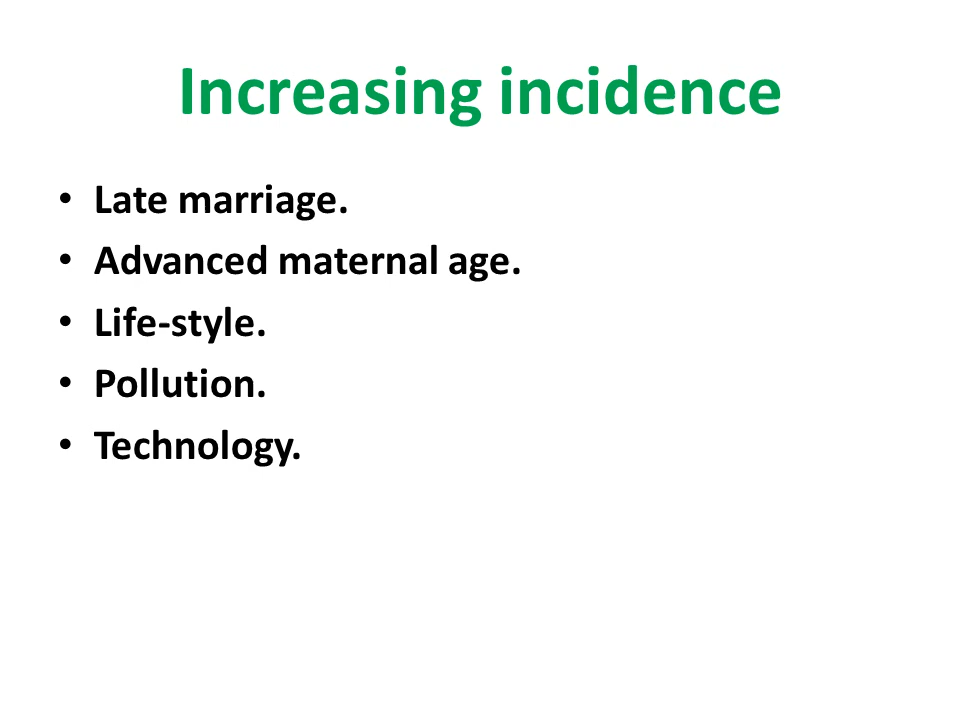 Increasing incidence
• Late marriage.
• Advanced maternal age.
• Life-style.
• Pollution.
• Technology.